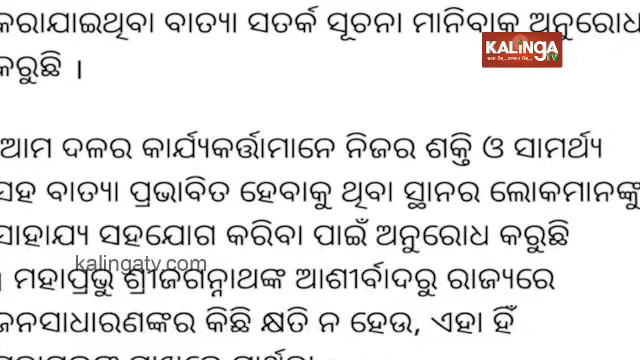 କରାଯାଇଥିବା ବାତ୍ୟା ସତର୍କ ସୂଚନା ମାନିବାକୁ ଅନୁରୋଧ
KALINGA TV
କରୁଛି ।
ଆମ ଦଳର କାର୍ଯ୍ୟକର୍ତ୍ତାମାନେ ନିଜର ଶକ୍ତି ଓ ସାମର୍ଥ୍ୟ
ସହ ବାତ୍ୟା ପ୍ରଭାବିତ ହେବାକୁ ଥିବା ସ୍ଥାନର ଲୋକମାନଙ୍କୁ
ସାହାଯ୍ୟ ସହଯୋଗ କରିବା ପାଇଁ ଅନୁରୋଧ କରୁଛି
kalingatv.com
। ମହାପ୍ରଭୁ ଶ୍ରୀଜଗନ୍ନାଥଙ୍କ ଆଶୀର୍ବାଦରୁ ରାଜ୍ୟରେ
ଜନସାଧାରଣଙ୍କର କିଛି କ୍ଷତି ନ ହେଉ, ଏହା ହିଁ